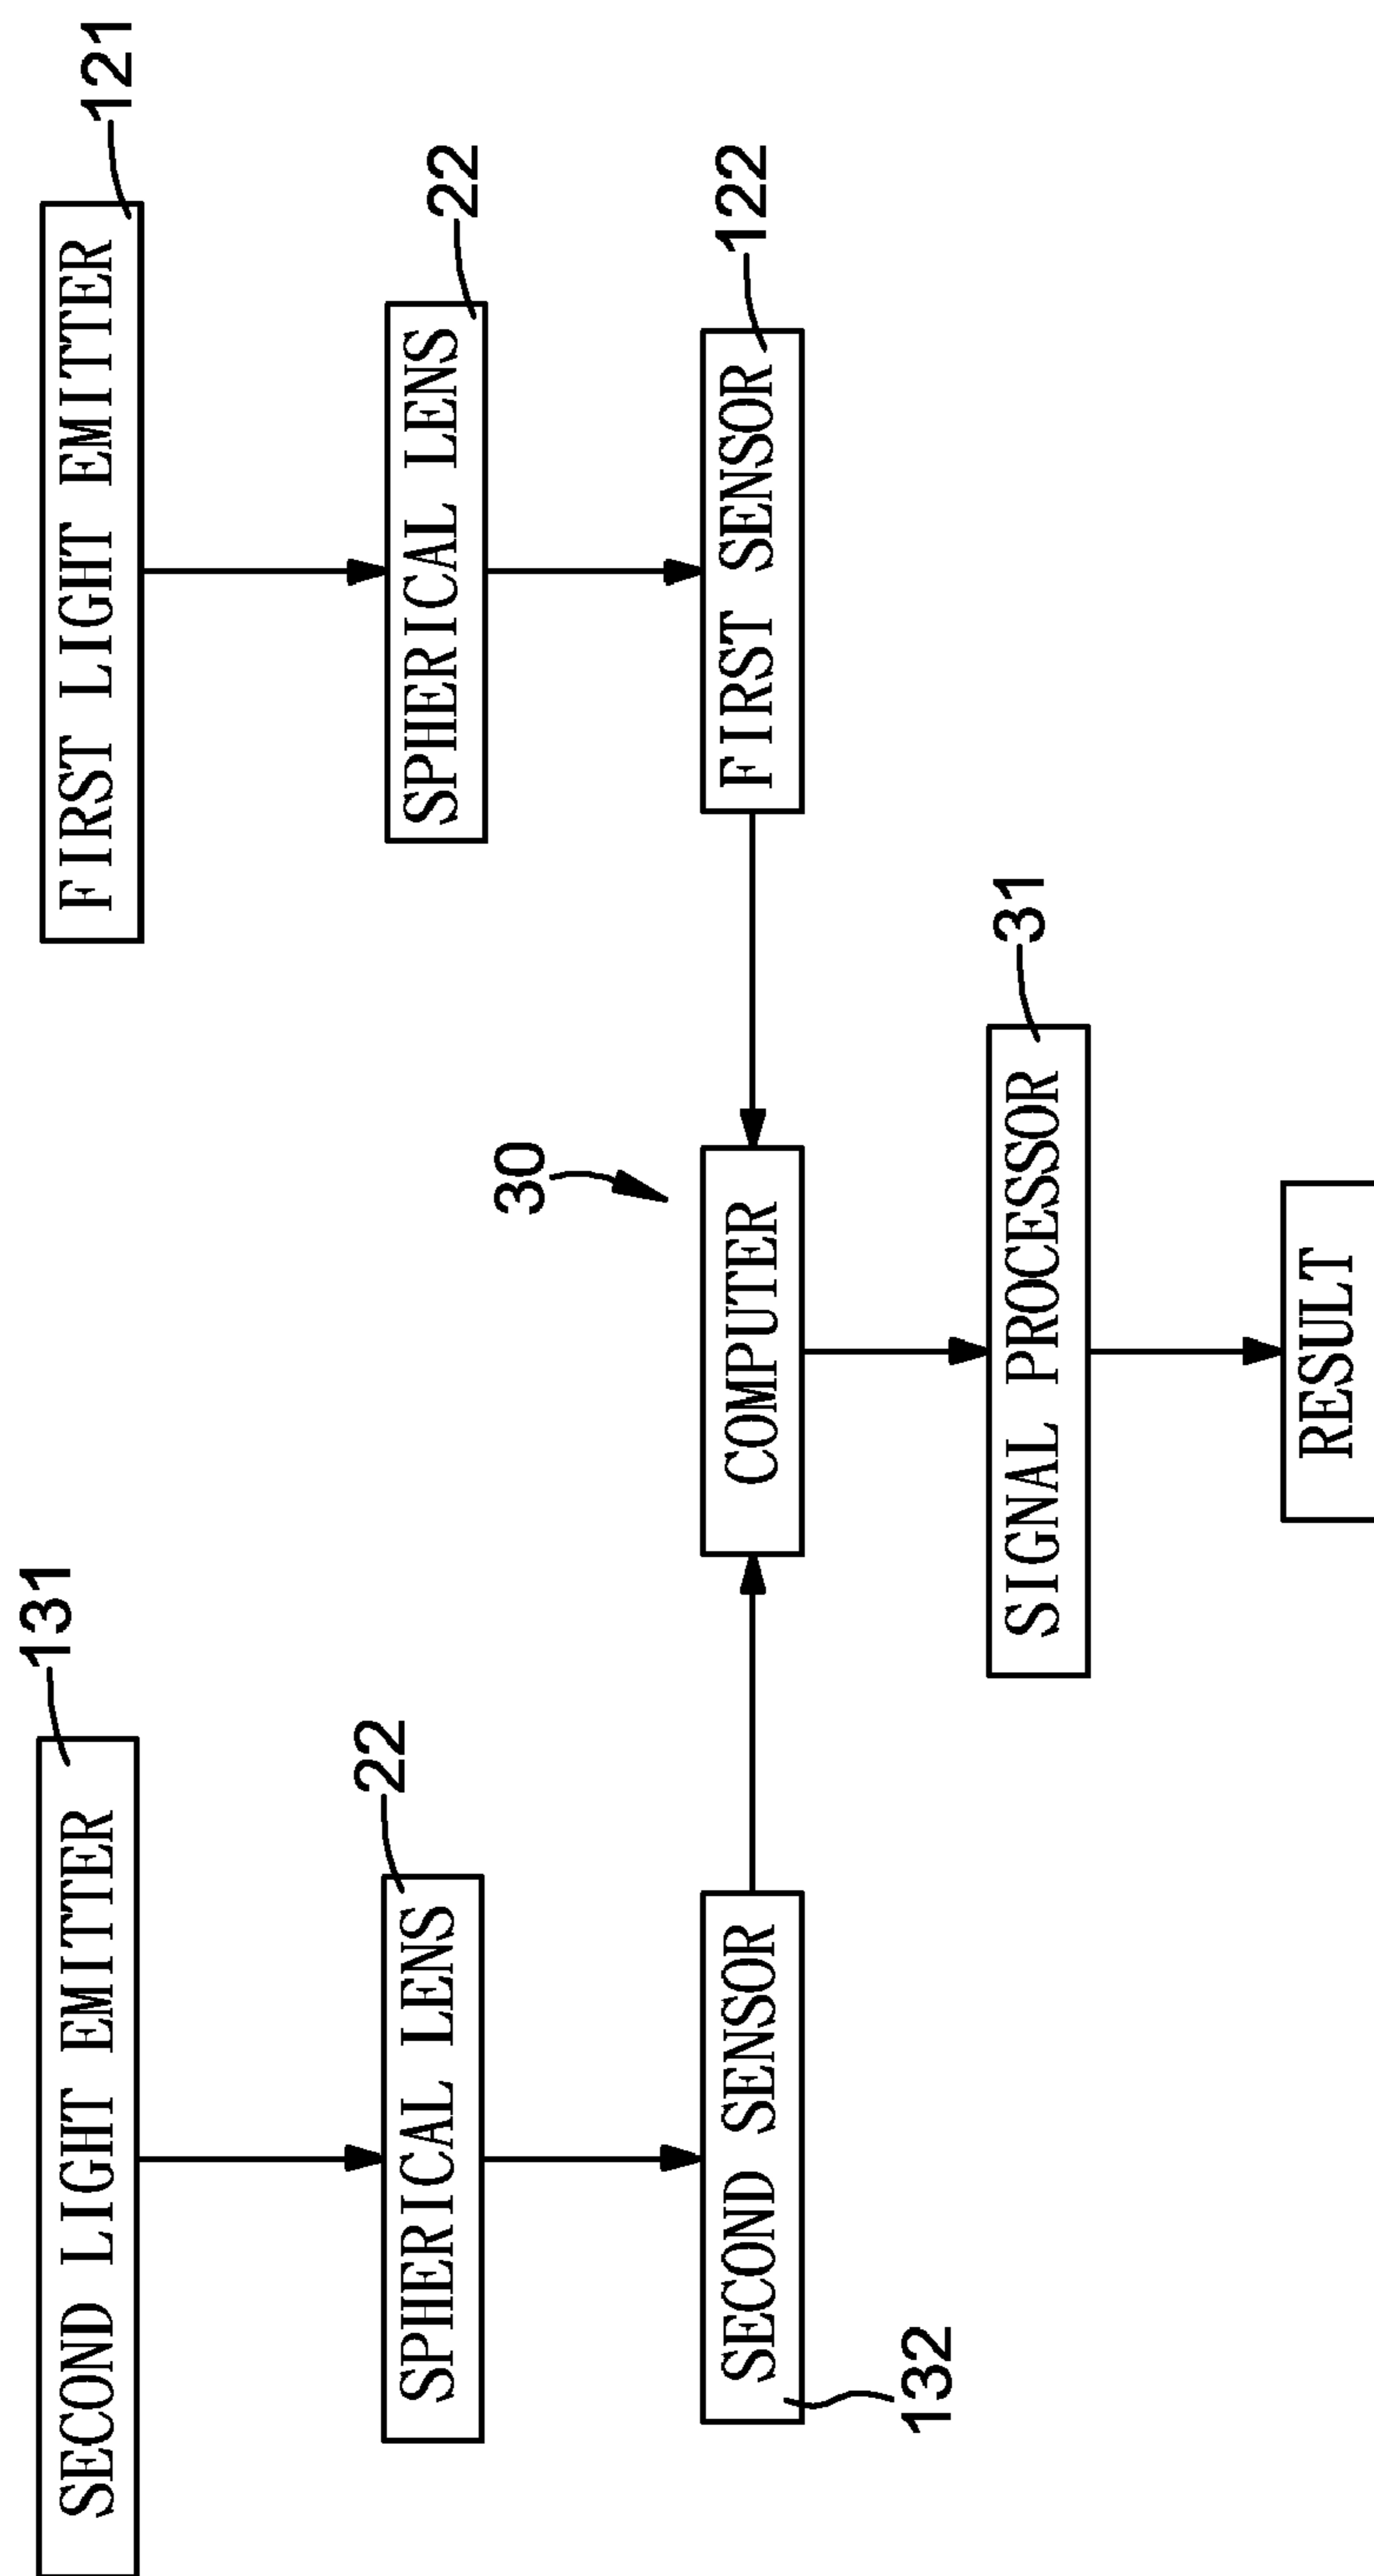 131
SECOND LIGHT EMITTER
121
FIRST LIGHT EMITTER
22
SPHERICAL LENS
22
SPHERICAL LENS
30
132
SECOND SENSOR
COMPUTER
122
FIRST SENSOR
31
SIGNAL PROCESSOR
RESULT